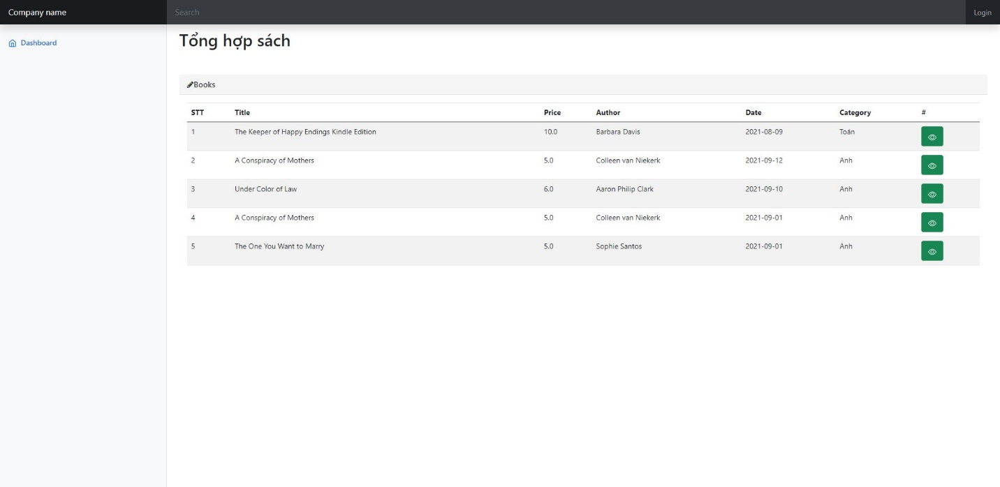 Company name Search Login
Dashboard
Tổng hợp sách
Books
STT Title Price Author Date Category #
1 The Keeper of Happy Endings Kindle Edition 10.0 Barbara Davis 2021-08-09 Toán
2 A Conspiracy of Mothers 5.0 Colleen van Niekerk 2021-09-12 Anh
3 Under Color of Law 6.0 Aaron Philip Clark 2021-09-10 Anh
4 A Conspiracy of Mothers 5.0 Colleen van Niekerk 2021-09-01 Anh
5 The One You Want to Marry 5.0 Sophie Santos 2021-09-01 Anh